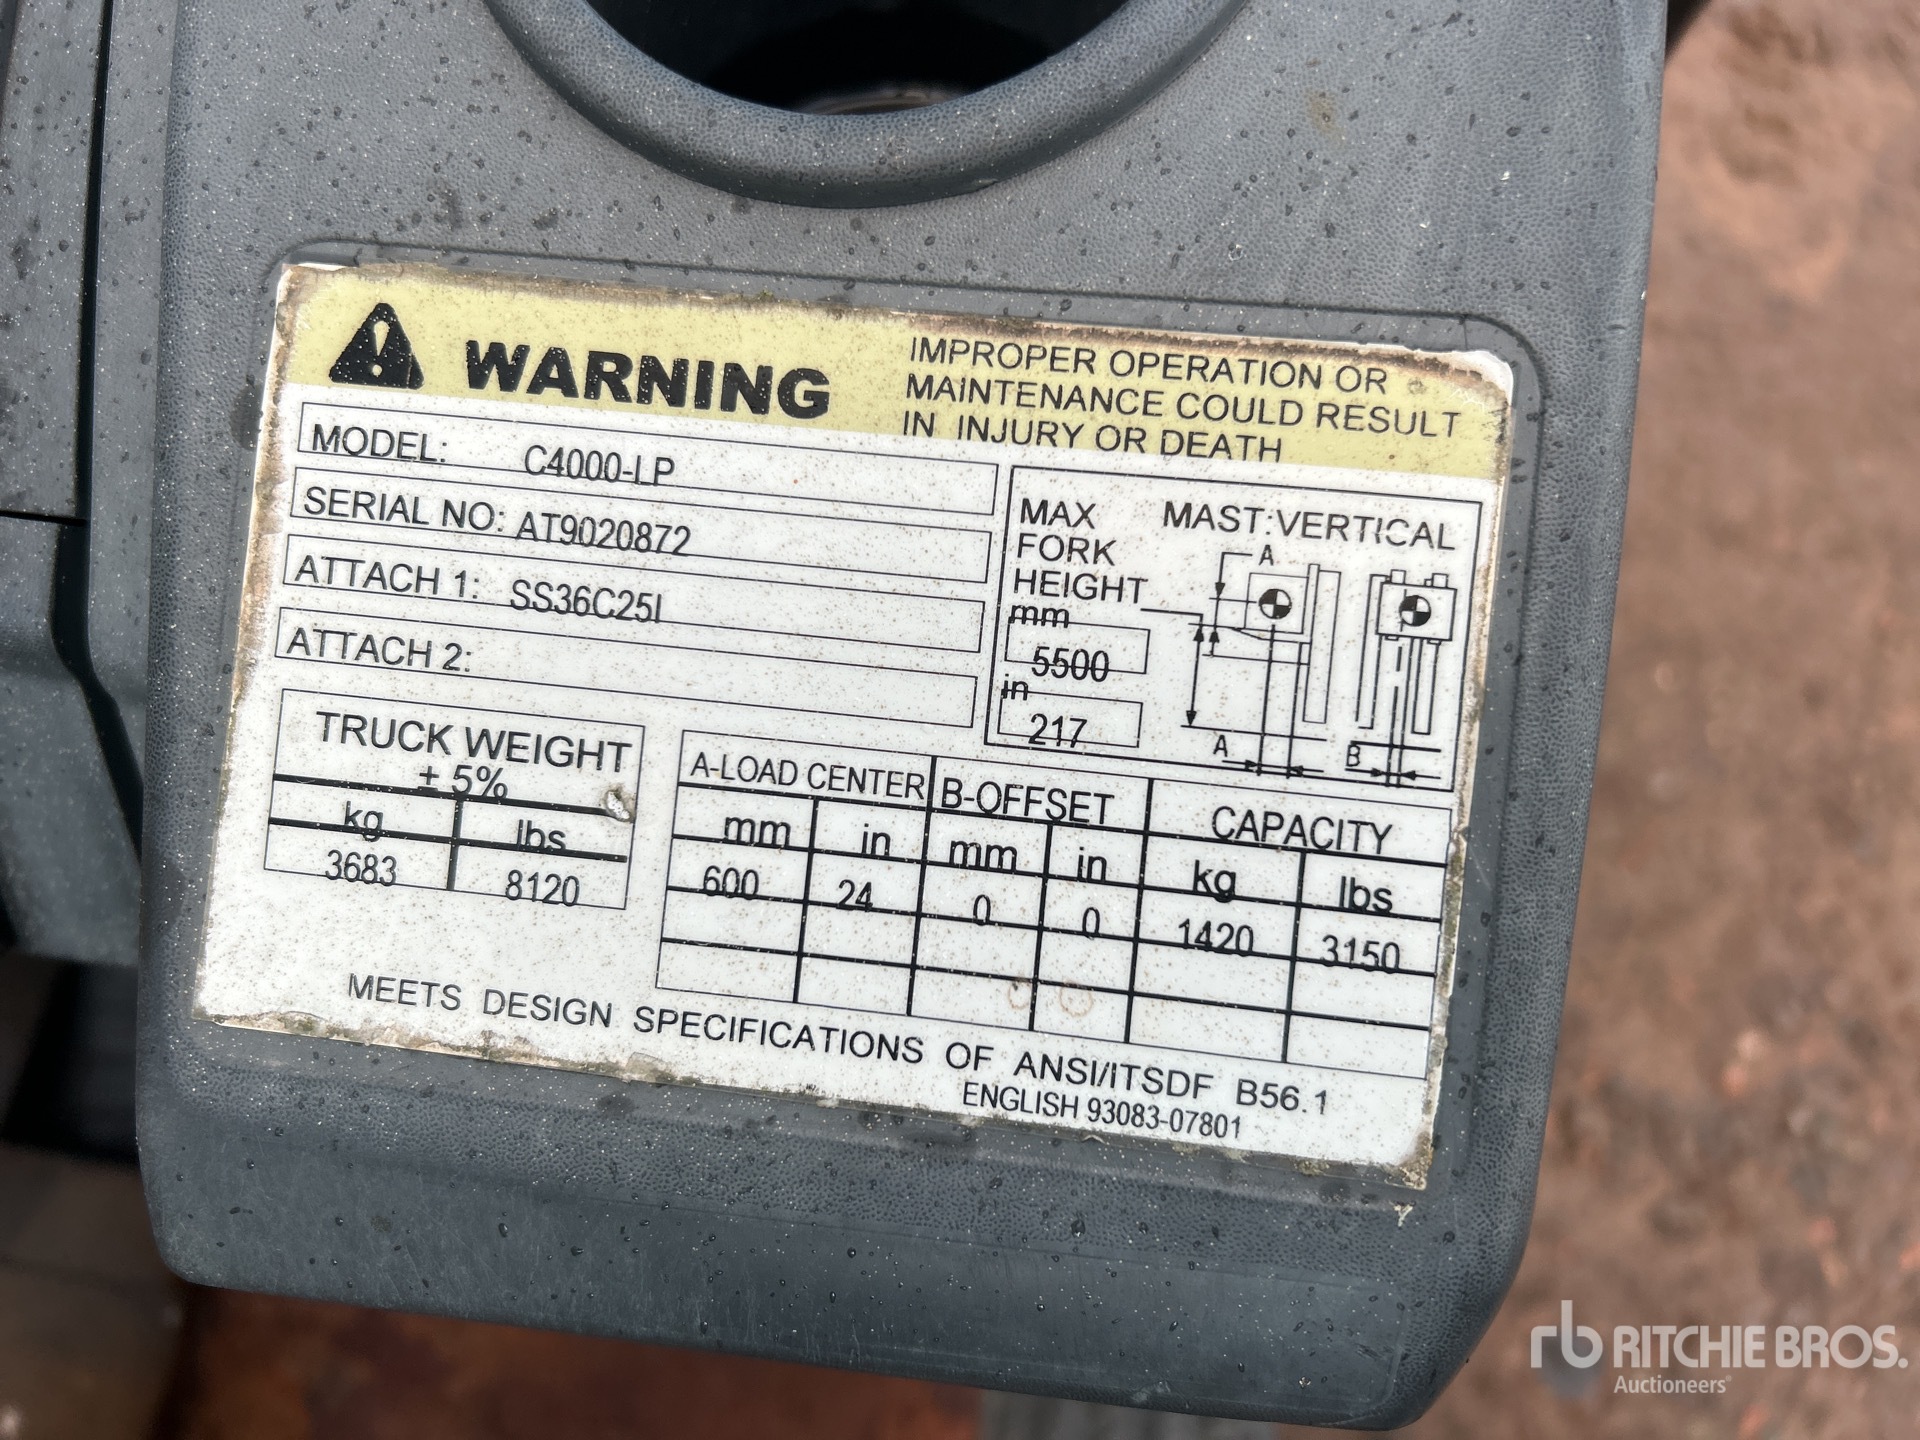 WARNING
IMPROPER OPERATION OR
MAINTENANCE COULD RESULT
IN INJURY OR DEATH
MODEL: C4000-LP
SERIAL NO: AT9020872
ATTACH 1: SS36C25I
ATTACH 2:
MAX FORK HEIGHT
mm
5500
in
217
MAST:VERTICAL
A
A
B
TRUCK WEIGHT
± 5%
kg lbs
3683 8120
A-LOAD CENTER B-OFFSET CAPACITY
mm in mm in kg lbs
600 24 0 0 1420 3150
MEETS DESIGN SPECIFICATIONS OF ANSI/ITSDF B56.1
ENGLISH 93083-07801
rb RITCHIE BROS.
Auctioneers